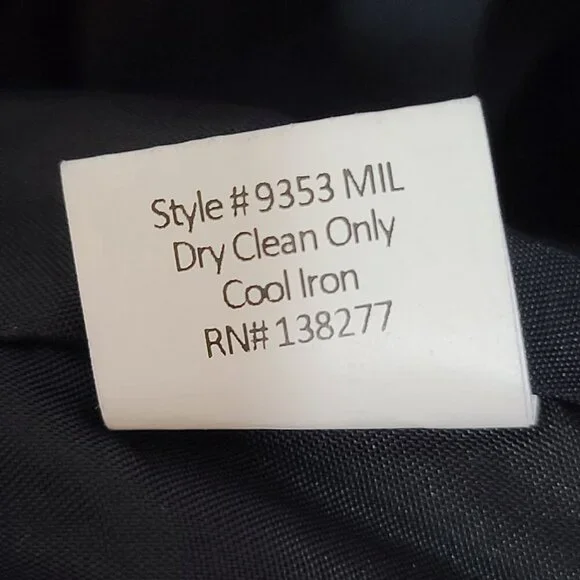 Style # 9353 MIL
Dry Clean Only
Cool Iron
RN# 138277